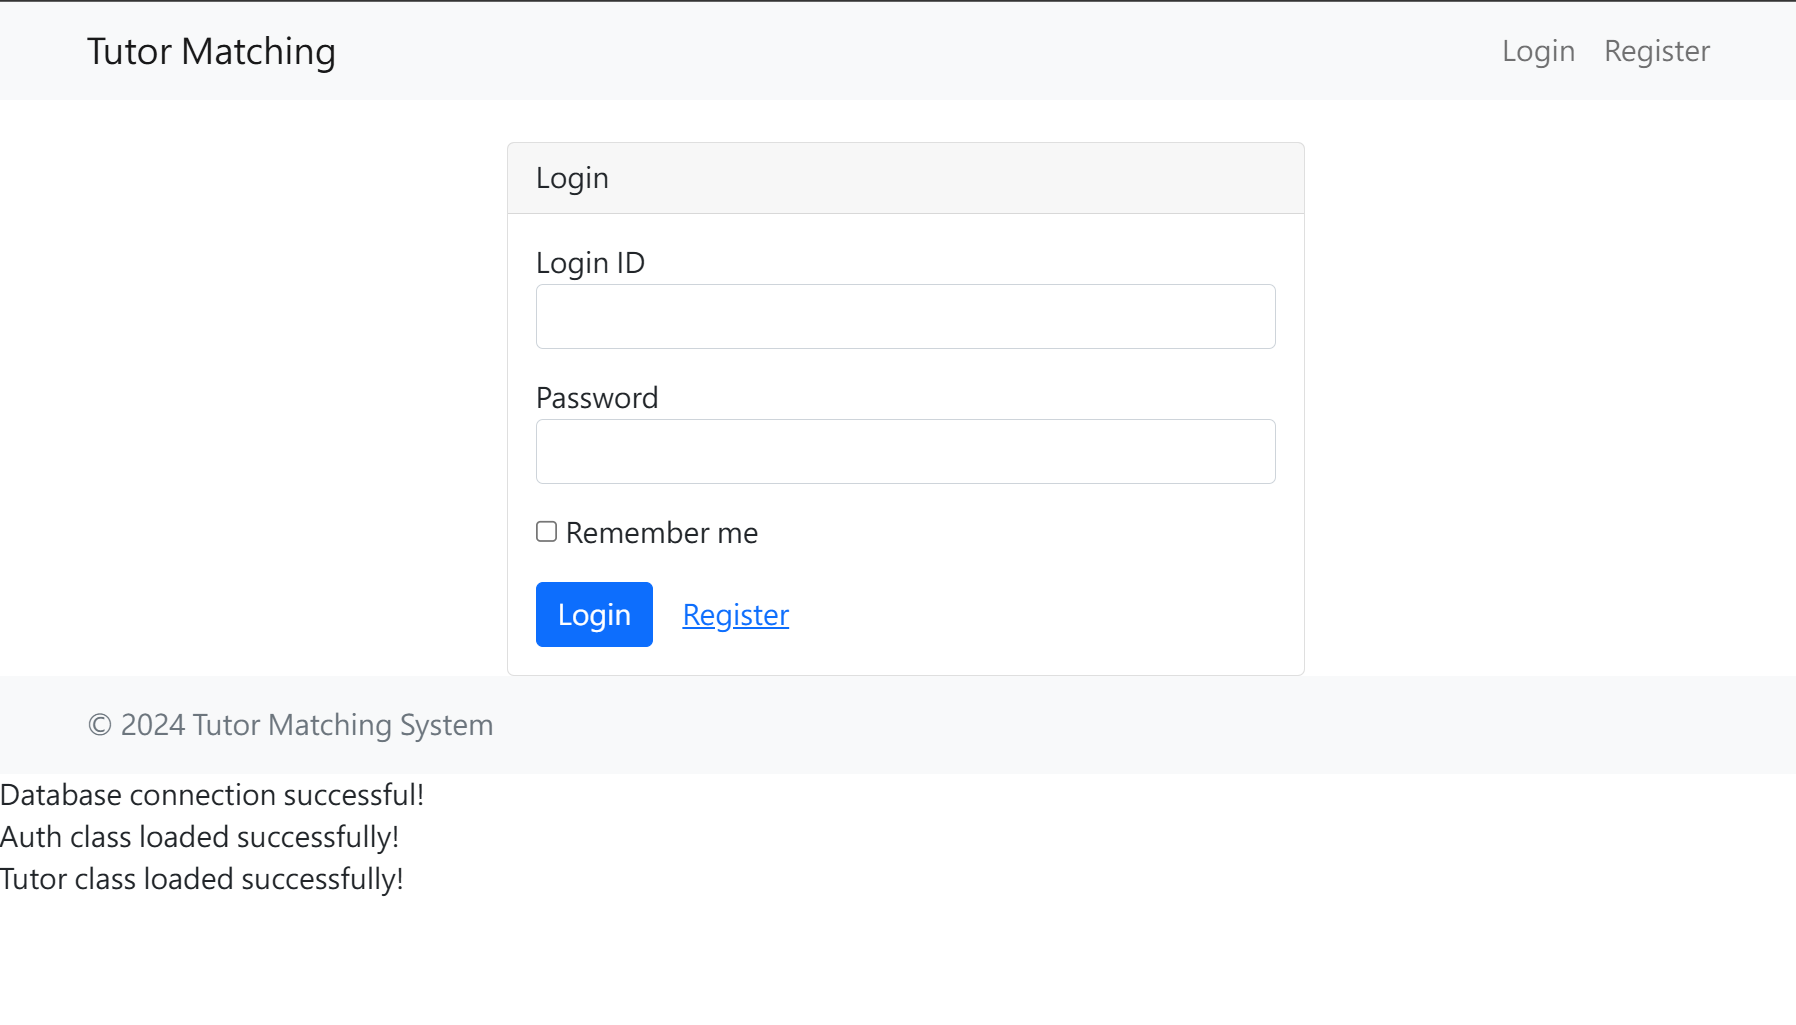 Tutor Matching
Login Register
Login
Login ID
Password
Remember me
Login Register
© 2024 Tutor Matching System
Database connection successful!
Auth class loaded successfully!
Tutor class loaded successfully!